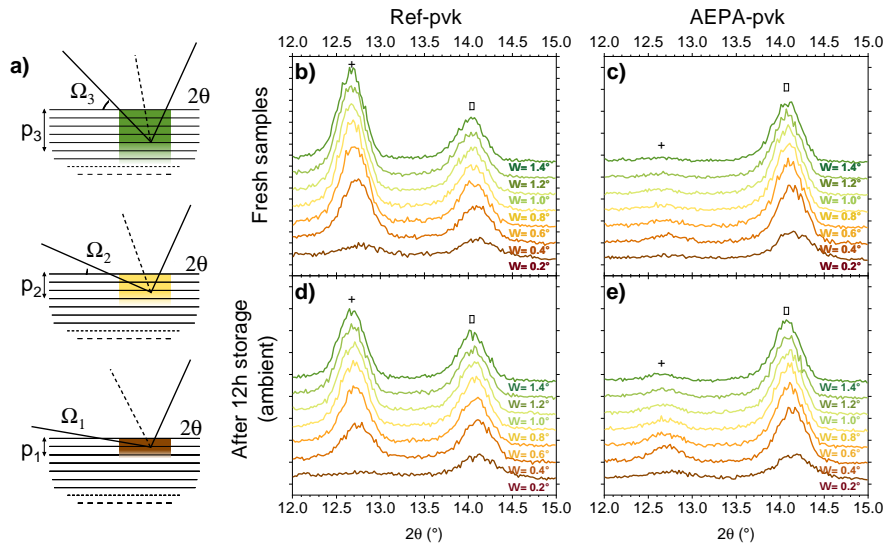 Ref-pvk
AEPA-pvk
12.0 12.5 13.0 13.5 14.0 14.5 15.0
12.0 12.5 13.0 13.5 14.0 14.5 15.0
a)
Ω3
2θ
p3
Ω2
2θ
p2
Ω1
2θ
p1
Fresh samples
b)
+
▯
W= 1.4°
W= 1.2°
W= 1.0°
W= 0.8°
W= 0.6°
W= 0.4°
W= 0.2°
c)
+
▯
W= 1.4°
W= 1.2°
W= 1.0°
W= 0.8°
W= 0.6°
W= 0.4°
W= 0.2°
After 12h storage
(ambient)
d)
+
▯
W= 1.4°
W= 1.2°
W= 1.0°
W= 0.8°
W= 0.6°
W= 0.4°
W= 0.2°
e)
+
▯
W= 1.4°
W= 1.2°
W= 1.0°
W= 0.8°
W= 0.6°
W= 0.4°
W= 0.2°
12.0 12.5 13.0 13.5 14.0 14.5 15.0
12.0 12.5 13.0 13.5 14.0 14.5 15.0
2θ (°)
2θ (°)